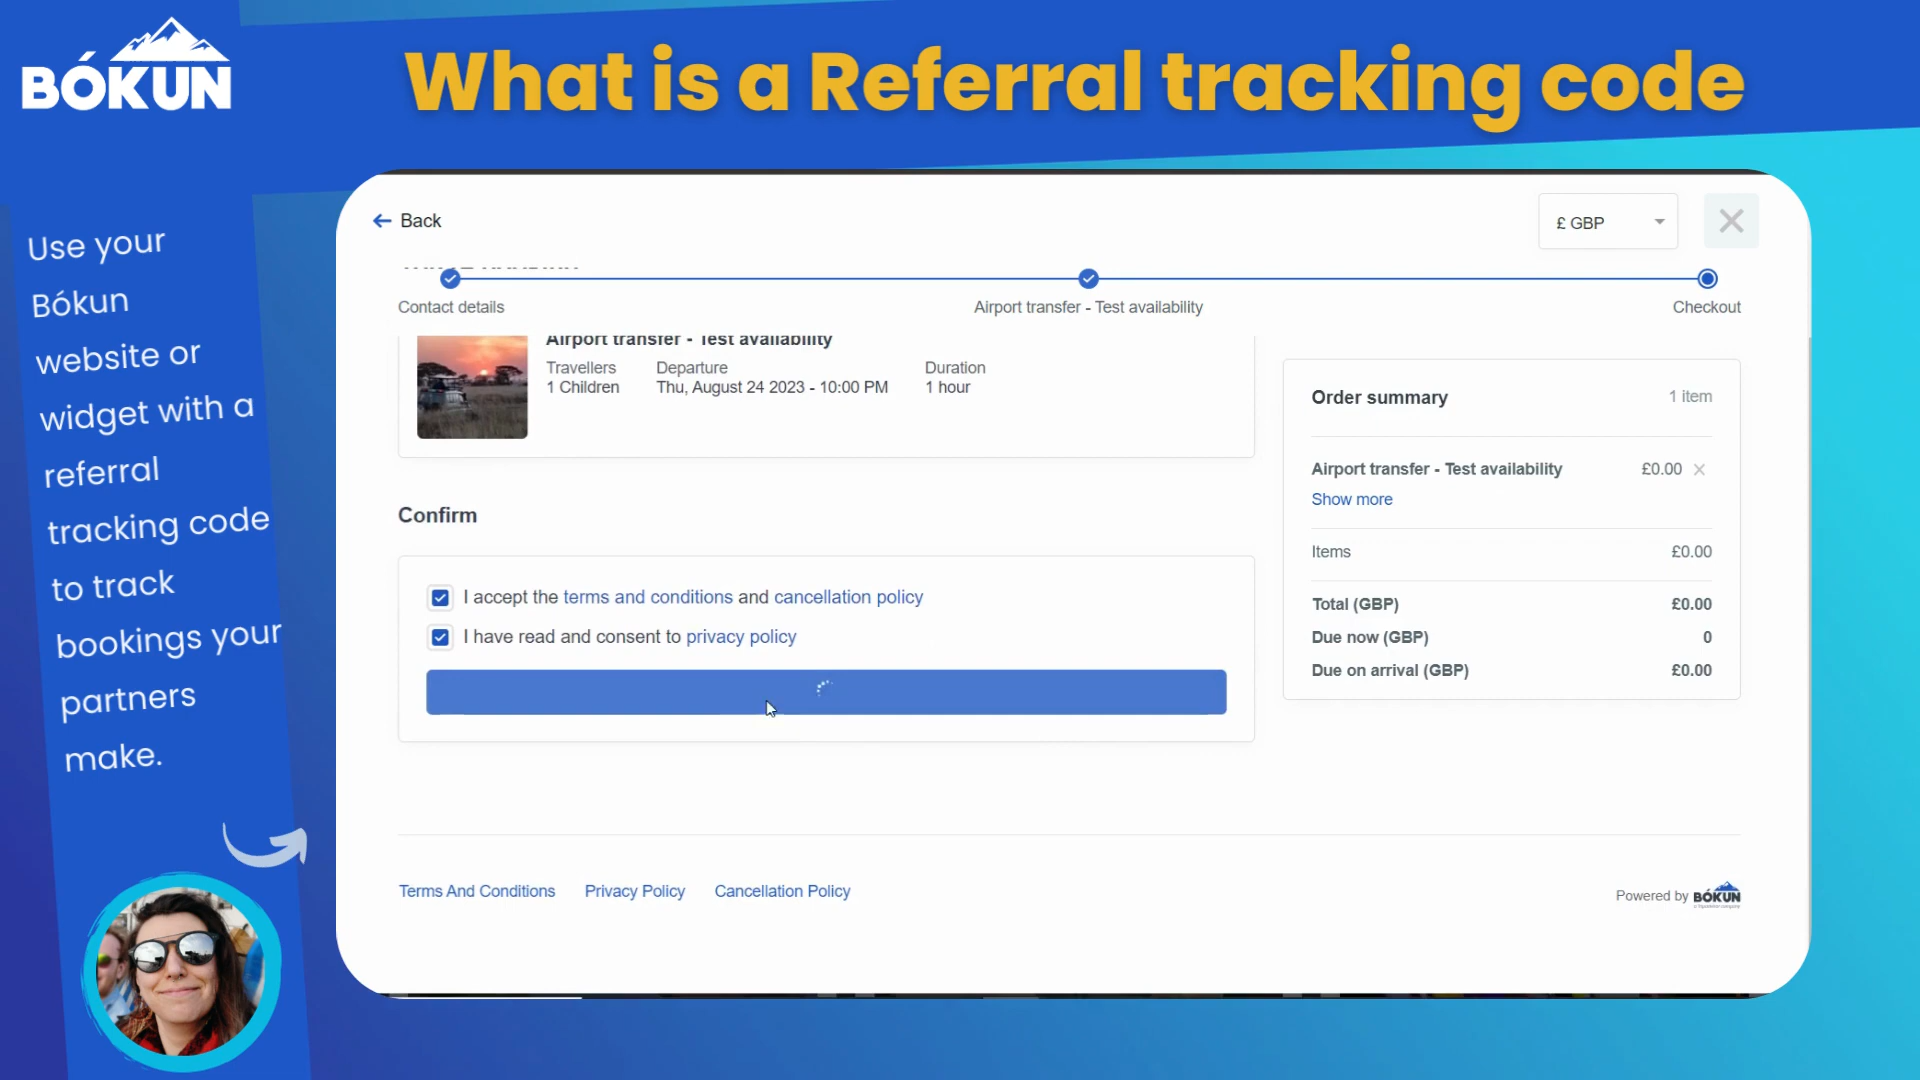 BÓKUN
What is a Referral tracking code
Use your
Bókun
website or
widget with a
referral
tracking code
to track
bookings your
partners
make.
Back
£ GBP
Contact details
Airport transfer - Test availability
Checkout
Airport transfer - Test availability
Travellers
Departure
Duration
1 Children
Thu, August 24 2023 - 10:00 PM
1 hour
Confirm
I accept the terms and conditions and cancellation policy
I have read and consent to privacy policy
Order summary
1 item
Airport transfer - Test availability
£0.00
Show more
Items
£0.00
Total (GBP)
£0.00
Due now (GBP)
0
Due on arrival (GBP)
£0.00
Terms And Conditions
Privacy Policy
Cancellation Policy
Powered by BÓKUN